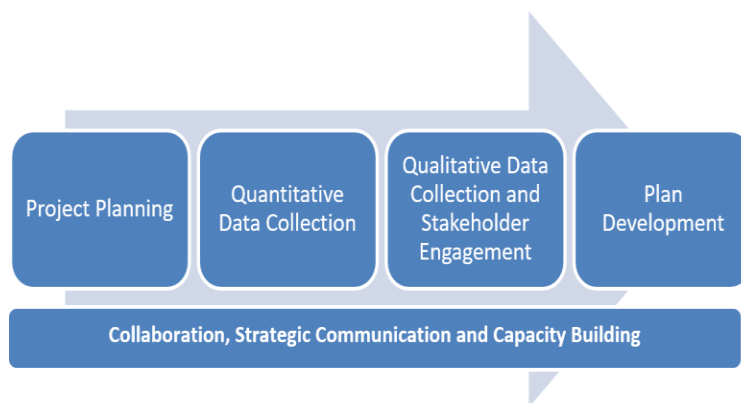 Project Planning
Quantitative
Data Collection
Qualitative Data
Collection and
Stakeholder
Engagement
Plan
Development
Collaboration, Strategic Communication and Capacity Building